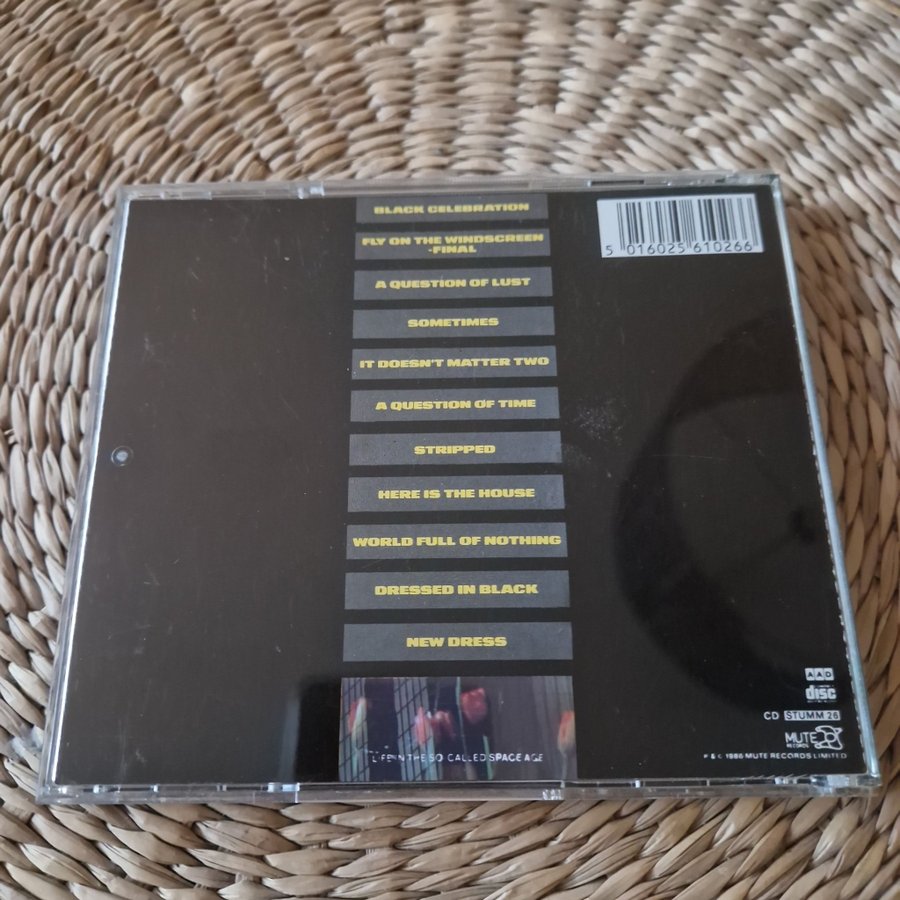 BLACK CELEBRATION
FLY ON THE WINDSCREEN
-FINAL
A QUESTION OF LUST
SOMETIMES
IT DOESN'T MATTER TWO
A QUESTION OF TIME
STRIPPED
HERE IS THE HOUSE
WORLD FULL OF NOTHING
DRESSED IN BLACK
NEW DRESS
LIFE IN THE SO-CALLED SPACE AGE
5 016025 610266
AAD
disc
CD STUMM 26
MUTE
RECORDS
P & C 1986 MUTE RECORDS LIMITED